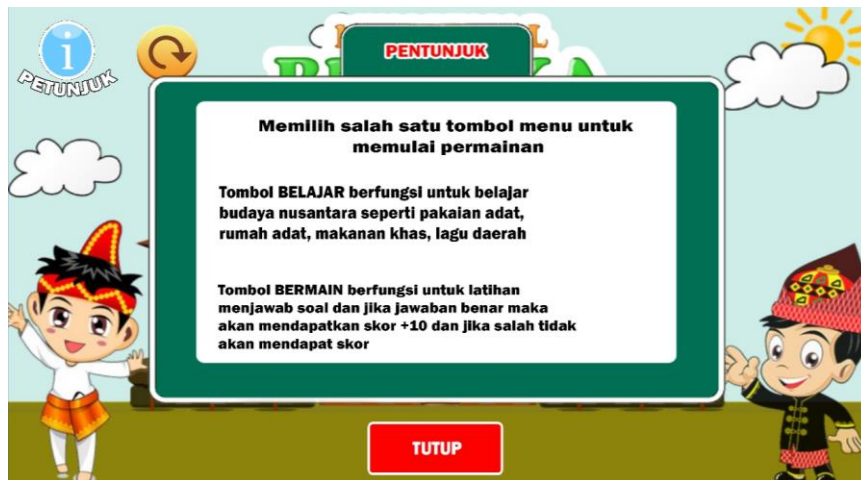 PETUNJUK
PENTUNJUK
Memilih salah satu tombol menu untuk
memulai permainan
Tombol BELAJAR berfungsi untuk belajar
budaya nusantara seperti pakaian adat,
rumah adat, makanan khas, lagu daerah
Tombol BERMAIN berfungsi untuk latihan
menjawab soal dan jika jawaban benar maka
akan mendapatkan skor +10 dan jika salah tidak
akan mendapat skor
TUTUP